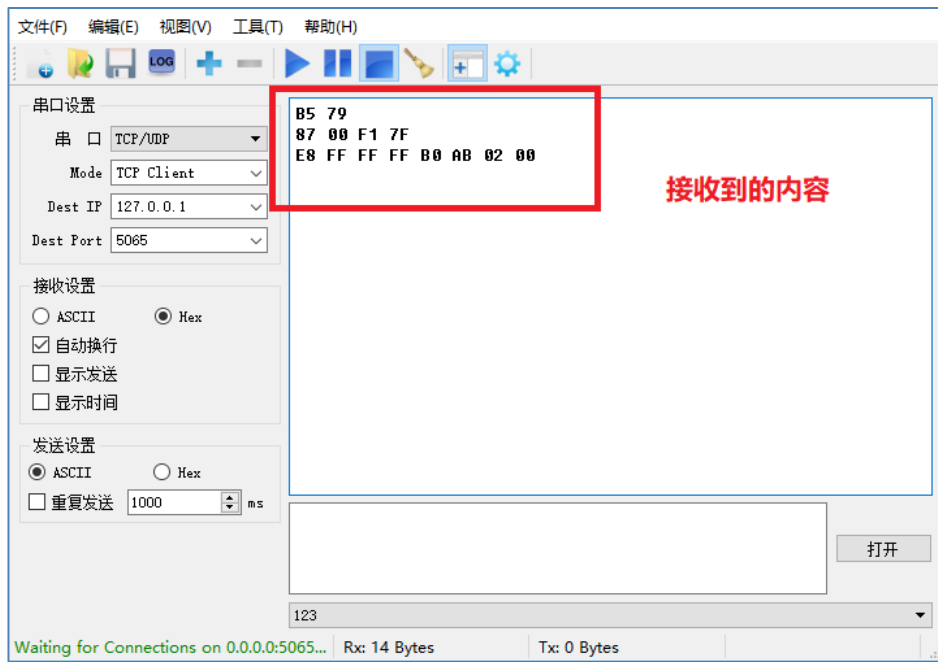 文件(F) 编辑(E) 视图(V) 工具(T) 帮助(H)
LOG
串口设置
串 口 TCP/UDP
Mode TCP Client
Dest IP 127.0.0.1
Dest Port 5065
接收设置
ASCII Hex
自动换行
显示发送
显示时间
发送设置
ASCII Hex
重复发送 1000 ms
B5 79
87 00 F1 7F
E8 FF FF FF B0 AB 02 00
接收到的内容
打开
123
Waiting for Connections on 0.0.0.0:5065... Rx: 14 Bytes Tx: 0 Bytes